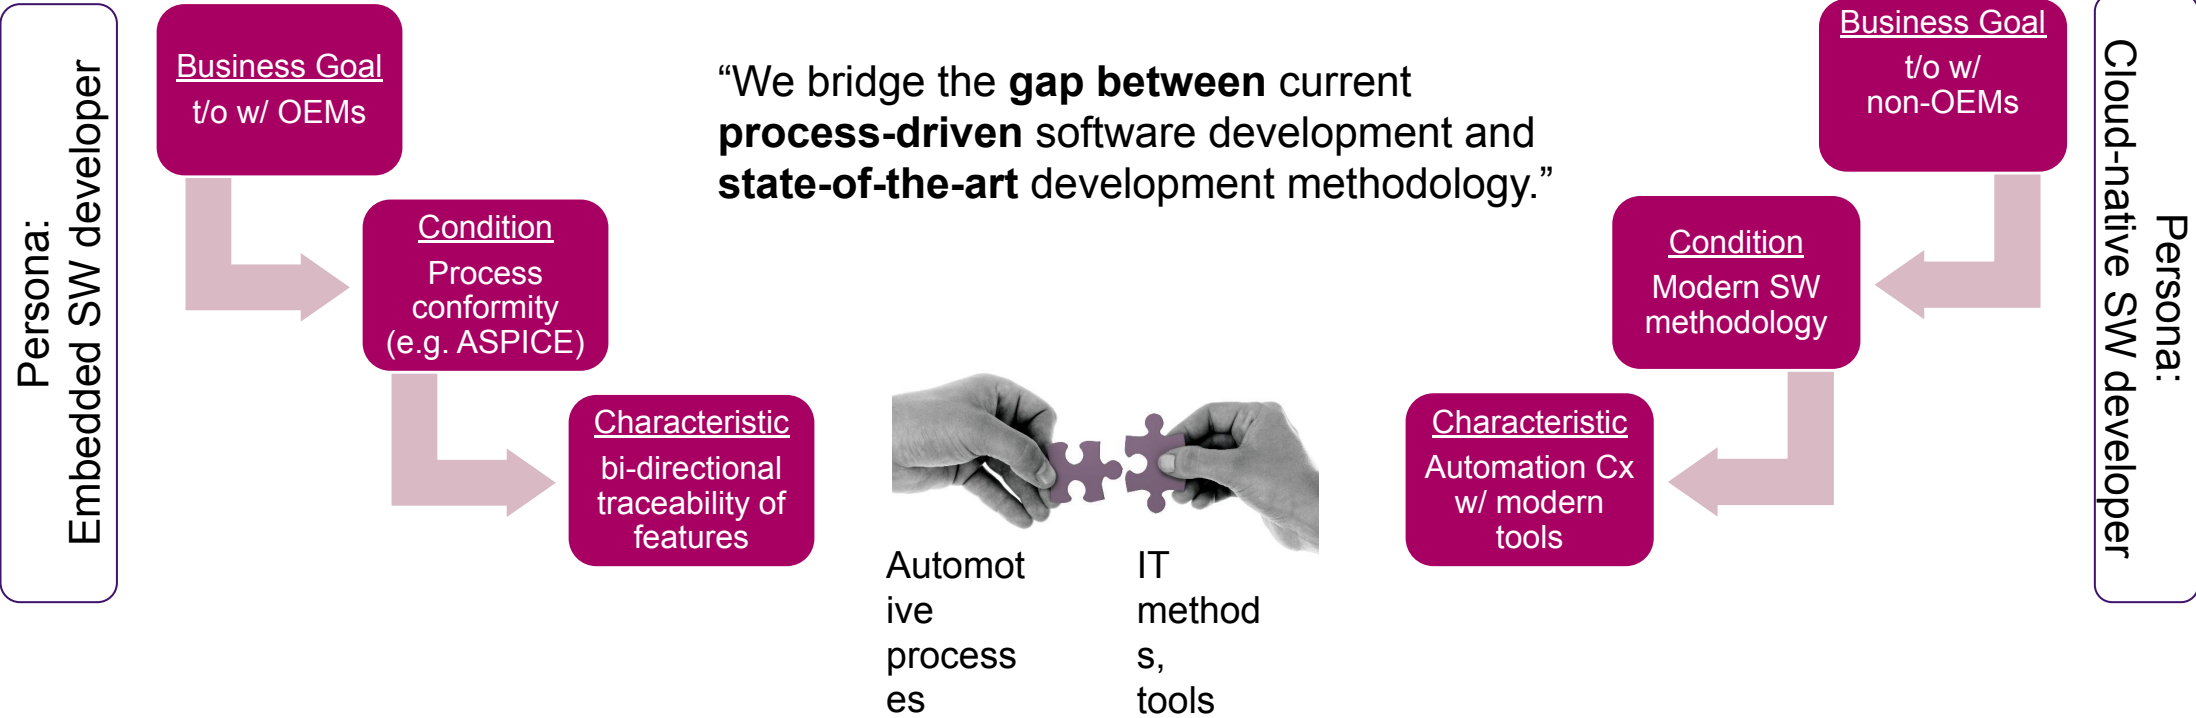 Persona:
Embedded SW developer
Business Goal
t/o w/ OEMs
Condition
Process
conformity
(e.g. ASPICE)
Characteristic
bi-directional
traceability of
features
“We bridge the gap between current
process-driven software development and
state-of-the-art development methodology.”
Automot
ive
process
es
IT
method
s,
tools
Business Goal
t/o w/
non-OEMs
Condition
Modern SW
methodology
Characteristic
Automation Cx
w/ modern
tools
Persona:
Cloud-native SW developer